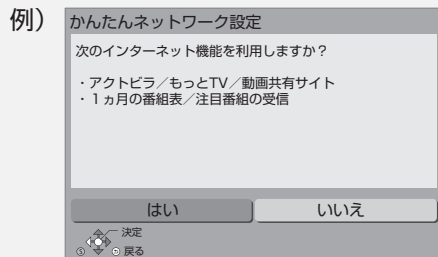 例）
かんたんネットワーク設定
次のインターネット機能を利用しますか？
・アクトビラ／もっとTV／動画共有サイト
・１ヵ月の番組表／注目番組の受信
はい いいえ
決定
S 戻る